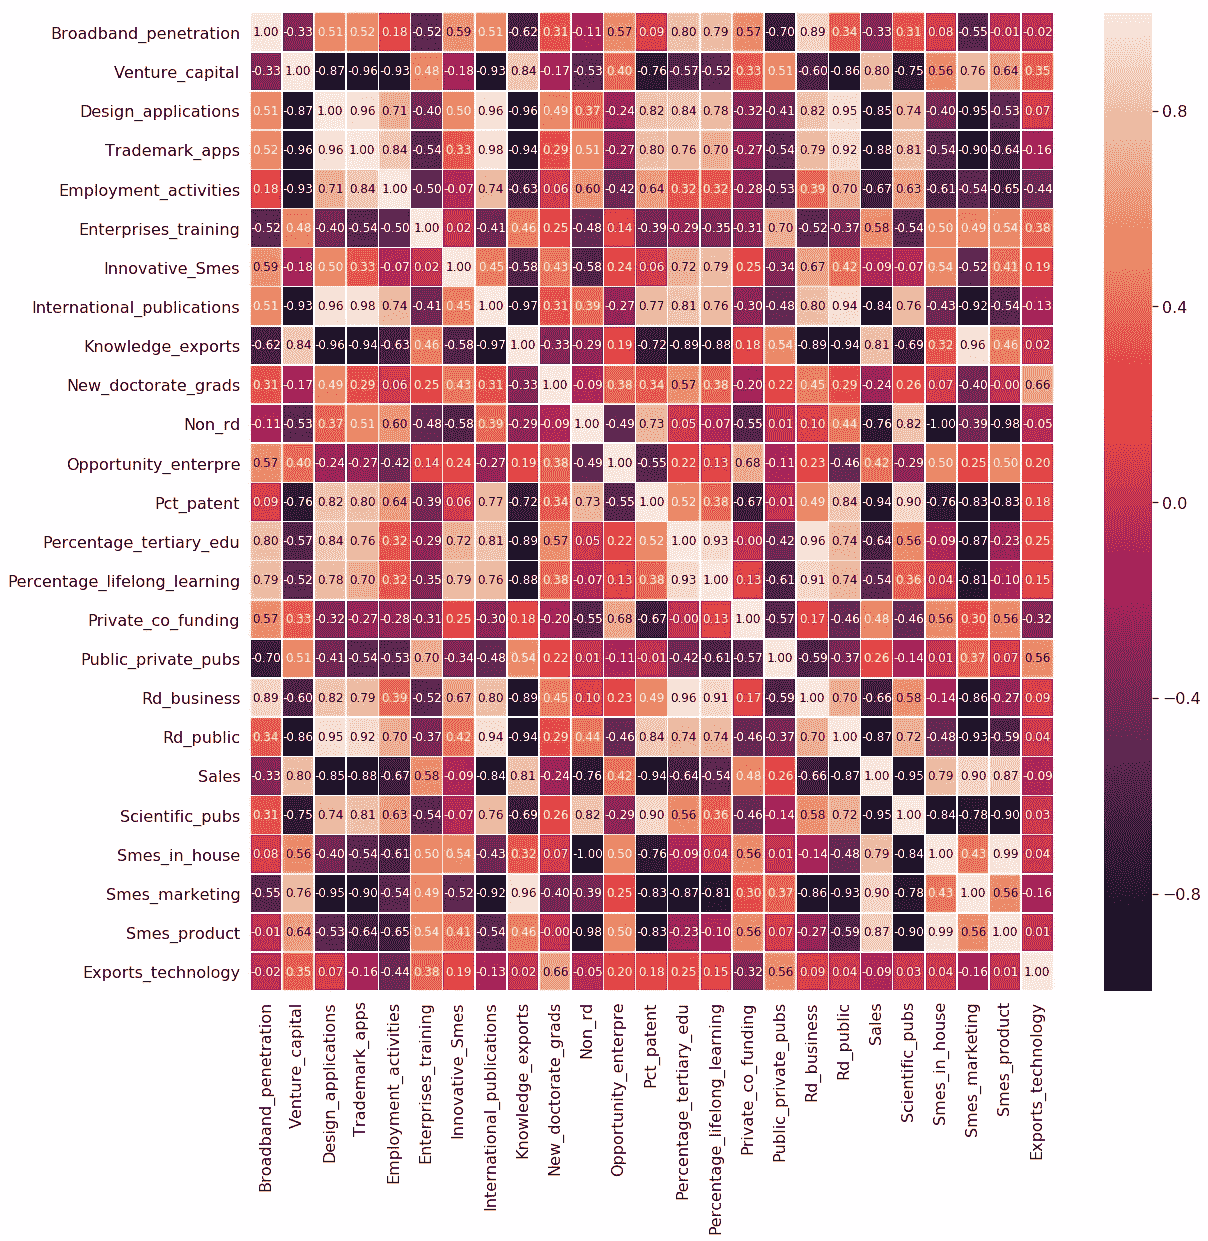 Broadband_penetration 1.00 -0.33 0.51 0.52 0.18 -0.52 0.59 0.51 -0.62 0.31 -0.11 0.57 0.09 0.80 0.79 0.57 -0.70 0.89 0.34 -0.33 0.31 0.08 -0.55 -0.01 -0.02
Venture_capital -0.33 1.00 -0.87 -0.96 -0.93 0.48 -0.18 -0.93 0.84 -0.17 -0.53 0.40 -0.76 -0.57 -0.52 0.33 0.51 -0.60 -0.86 0.80 -0.75 0.56 0.76 0.64 0.35
Design_applications 0.51 -0.87 1.00 0.96 0.71 -0.40 0.50 0.96 -0.96 0.49 0.37 -0.24 0.82 0.84 0.78 -0.32 -0.41 0.82 0.95 -0.85 0.74 -0.40 -0.95 -0.53 0.07
0.8
Trademark_apps 0.52 -0.96 0.96 1.00 0.84 -0.54 0.33 0.98 -0.94 0.29 0.51 -0.27 0.80 0.76 0.70 -0.27 -0.54 0.79 0.92 -0.88 0.81 -0.54 -0.90 -0.64 -0.16
Employment_activities 0.18 -0.93 0.71 0.84 1.00 -0.50 -0.07 0.74 -0.63 0.06 0.60 -0.42 0.64 0.32 0.32 -0.28 -0.53 0.39 0.70 -0.67 0.63 -0.61 -0.54 -0.65 -0.44
Enterprises_training -0.52 0.48 -0.40 -0.54 -0.50 1.00 0.02 -0.41 0.46 0.25 -0.48 0.14 -0.39 -0.29 -0.35 -0.31 0.70 -0.52 -0.37 0.58 -0.54 0.50 0.49 0.54 0.38
Innovative_Smes 0.59 -0.18 0.50 0.33 -0.07 0.02 1.00 0.45 -0.58 0.43 -0.58 0.24 0.06 0.72 0.79 0.25 -0.34 0.67 0.42 -0.09 -0.07 0.54 -0.52 0.41 0.19
International_publications 0.51 -0.93 0.96 0.98 0.74 -0.41 0.45 1.00 -0.97 0.31 0.39 -0.27 0.77 0.81 0.76 -0.30 -0.48 0.80 0.94 -0.84 0.76 -0.43 -0.92 -0.54 -0.13
0.4
Knowledge_exports -0.62 0.84 -0.96 -0.94 -0.63 0.46 -0.58 -0.97 1.00 -0.33 -0.29 0.19 -0.72 -0.89 -0.88 0.18 0.54 -0.89 -0.94 0.81 -0.69 0.32 0.96 0.46 0.02
New_doctorate_grads 0.31 -0.17 0.49 0.29 0.06 0.25 0.43 0.31 -0.33 1.00 -0.09 0.38 0.34 0.57 0.38 -0.20 0.22 0.45 0.29 -0.24 0.26 0.07 -0.40 -0.00 0.66
Non_rd -0.11 -0.53 0.37 0.51 0.60 -0.48 -0.58 0.39 -0.29 -0.09 1.00 -0.49 0.73 0.05 -0.07 -0.55 0.01 0.10 0.44 -0.76 0.82 -1.00 -0.39 -0.98 -0.05
Opportunity_enterpre 0.57 0.40 -0.24 -0.27 -0.42 0.14 0.24 -0.27 0.19 0.38 -0.49 1.00 -0.55 0.22 0.13 0.68 -0.11 0.23 -0.46 0.42 -0.29 0.50 0.25 0.50 0.20
Pct_patent 0.09 -0.76 0.82 0.80 0.64 -0.39 0.06 0.77 -0.72 0.34 0.73 -0.55 1.00 0.52 0.38 -0.67 -0.01 0.49 0.84 -0.94 0.90 -0.76 -0.83 -0.83 0.18
0.0
Percentage_tertiary_edu 0.80 -0.57 0.84 0.76 0.32 -0.29 0.72 0.81 -0.89 0.57 0.05 0.22 0.52 1.00 0.93 -0.00 -0.42 0.96 0.74 -0.64 0.56 -0.09 -0.87 -0.23 0.25
Percentage_lifelong_learning 0.79 -0.52 0.78 0.70 0.32 -0.35 0.79 0.76 -0.88 0.38 -0.07 0.13 0.38 0.93 1.00 0.13 -0.61 0.91 0.74 -0.54 0.36 0.04 -0.81 -0.10 0.15
Private_co_funding 0.57 0.33 -0.32 -0.27 -0.28 -0.31 0.25 -0.30 0.18 -0.20 -0.55 0.68 -0.67 -0.00 0.13 1.00 -0.57 0.17 -0.46 0.48 -0.46 0.56 0.30 0.56 -0.32
Public_private_pubs -0.70 0.51 -0.41 -0.54 -0.53 0.70 -0.34 -0.48 0.54 0.22 0.01 -0.11 -0.01 -0.42 -0.61 -0.57 1.00 -0.59 -0.37 0.26 -0.14 0.01 0.37 0.07 0.56
Rd_business 0.89 -0.60 0.82 0.79 0.39 -0.52 0.67 0.80 -0.89 0.45 0.10 0.23 0.49 0.96 0.91 0.17 -0.59 1.00 0.70 -0.66 0.58 -0.14 -0.86 -0.27 0.09
-0.4
Rd_public 0.34 -0.86 0.95 0.92 0.70 -0.37 0.42 0.94 -0.94 0.29 0.44 -0.46 0.84 0.74 0.74 -0.46 -0.37 0.70 1.00 -0.87 0.72 -0.48 -0.93 -0.59 0.04
Sales -0.33 0.80 -0.85 -0.88 -0.67 0.58 -0.09 -0.84 0.81 -0.24 -0.76 0.42 -0.94 -0.64 -0.54 0.48 0.26 -0.66 -0.87 1.00 -0.95 0.79 0.90 0.87 -0.09
Scientific_pubs 0.31 -0.75 0.74 0.81 0.63 -0.54 -0.07 0.76 -0.69 0.26 0.82 -0.29 0.90 0.56 0.36 -0.46 -0.14 0.58 0.72 -0.95 1.00 -0.84 -0.78 -0.90 0.03
Smes_in_house 0.08 0.56 -0.40 -0.54 -0.61 0.50 0.54 -0.43 0.32 0.07 -1.00 0.50 -0.76 -0.09 0.04 0.56 0.01 -0.14 -0.48 0.79 -0.84 1.00 0.43 0.99 0.04
Smes_marketing -0.55 0.76 -0.95 -0.90 -0.54 0.49 -0.52 -0.92 0.96 -0.40 -0.39 0.25 -0.83 -0.87 -0.81 0.30 0.37 -0.86 -0.93 0.90 -0.78 0.43 1.00 0.56 -0.16
-0.8
Smes_product -0.01 0.64 -0.53 -0.64 -0.65 0.54 0.41 -0.54 0.46 -0.00 -0.98 0.50 -0.83 -0.23 -0.10 0.56 0.07 -0.27 -0.59 0.87 -0.90 0.99 0.56 1.00 0.01
Exports_technology -0.02 0.35 0.07 -0.16 -0.44 0.38 0.19 -0.13 0.02 0.66 -0.05 0.20 0.18 0.25 0.15 -0.32 0.56 0.09 0.04 -0.09 0.03 0.04 -0.16 0.01 1.00
Broadband_penetration
Venture_capital
Design_applications
Trademark_apps
Employment_activities
Enterprises_training
Innovative_Smes
International_publications
Knowledge_exports
New_doctorate_grads
Non_rd
Opportunity_enterpre
Pct_patent
Percentage_tertiary_edu
Percentage_lifelong_learning
Private_co_funding
Public_private_pubs
Rd_business
Rd_public
Sales
Scientific_pubs
Smes_in_house
Smes_marketing
Smes_product
Exports_technology